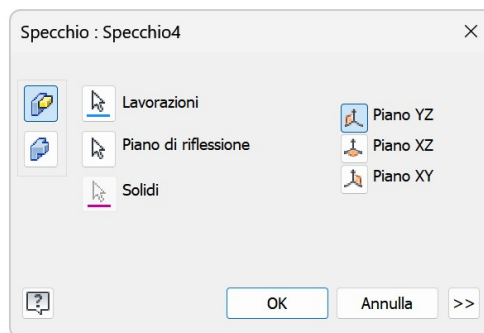 Specchio : Specchio4
Lavorazioni
Piano di riflessione
Solidi
Piano YZ
Piano XZ
Piano XY
?
OK
Annulla
>>